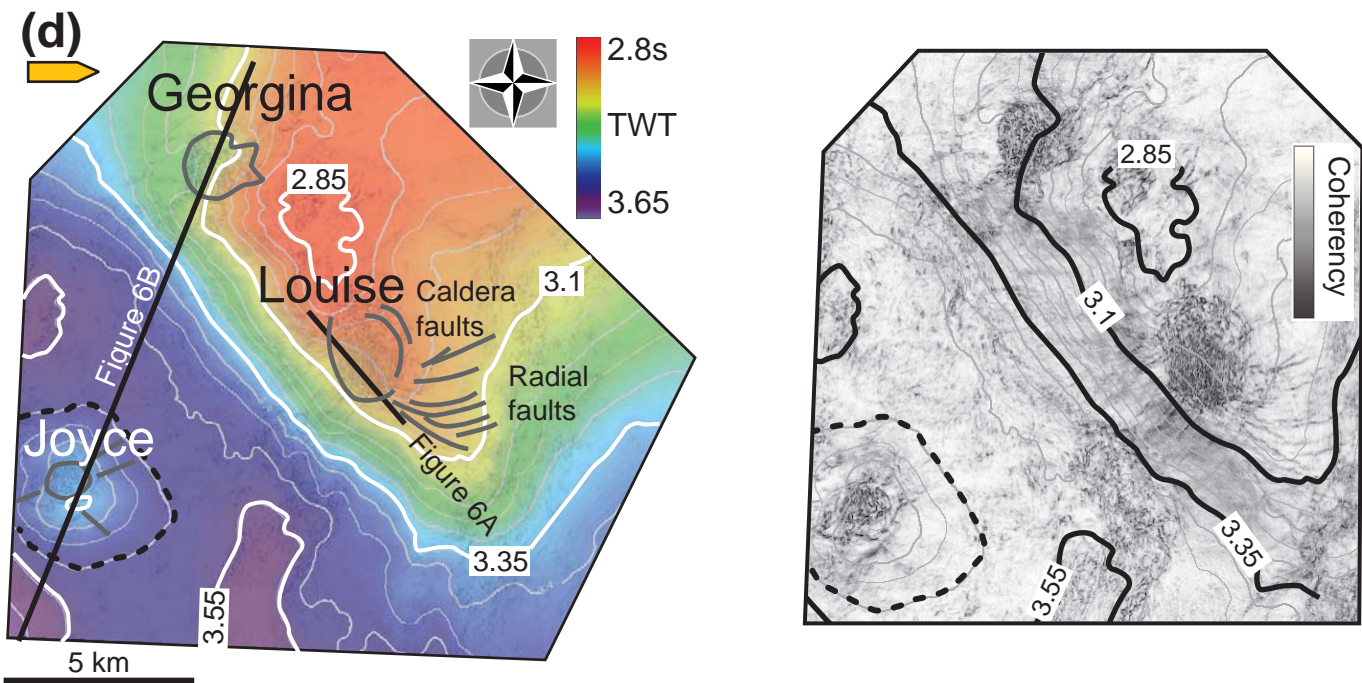 (d)
Georgina
2.8s
TWT
3.65
2.85
Louise
Caldera
faults
3.1
Radial
faults
Figure 6B
Joyce
Figure 6A
3.35
3.55
5 km
2.85
Coherency
3.1
3.35
3.55